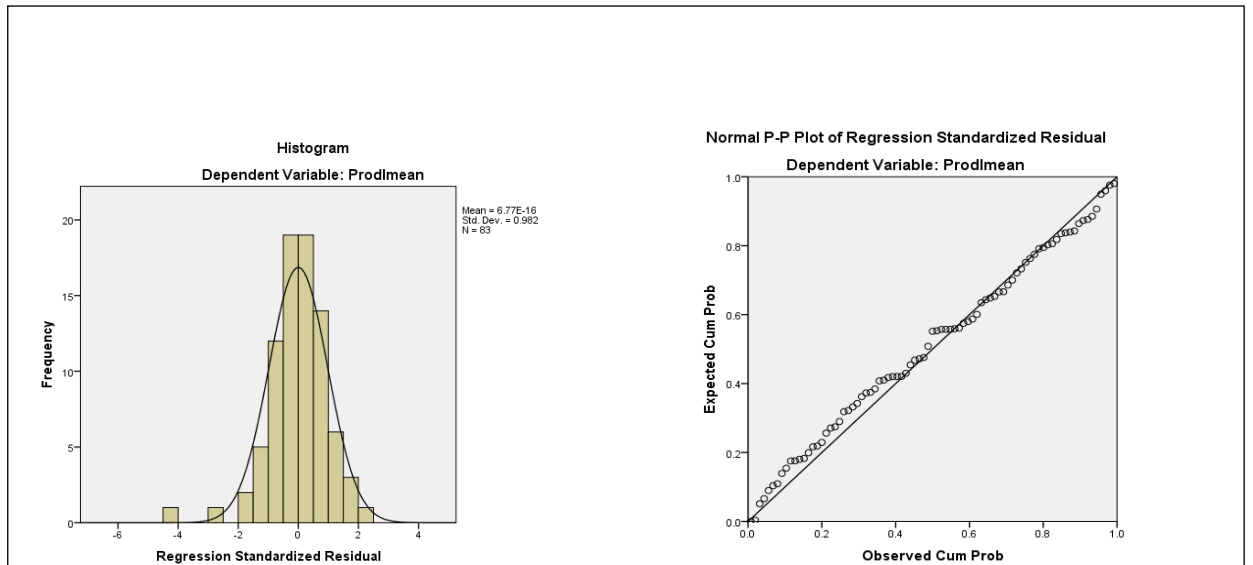 Histogram
Dependent Variable: Prodlmean
Mean = 6.77E-16
Std. Dev. = 0.982
N = 83
20
15
10
5
0
Frequency
-6 -4 -2 0 2 4
Regression Standardized Residual
Normal P-P Plot of Regression Standardized Residual
Dependent Variable: Prodlmean
1.0
0.8
0.6
0.4
0.2
0.0
Expected Cum Prob
0.0 0.2 0.4 0.6 0.8 1.0
Observed Cum Prob